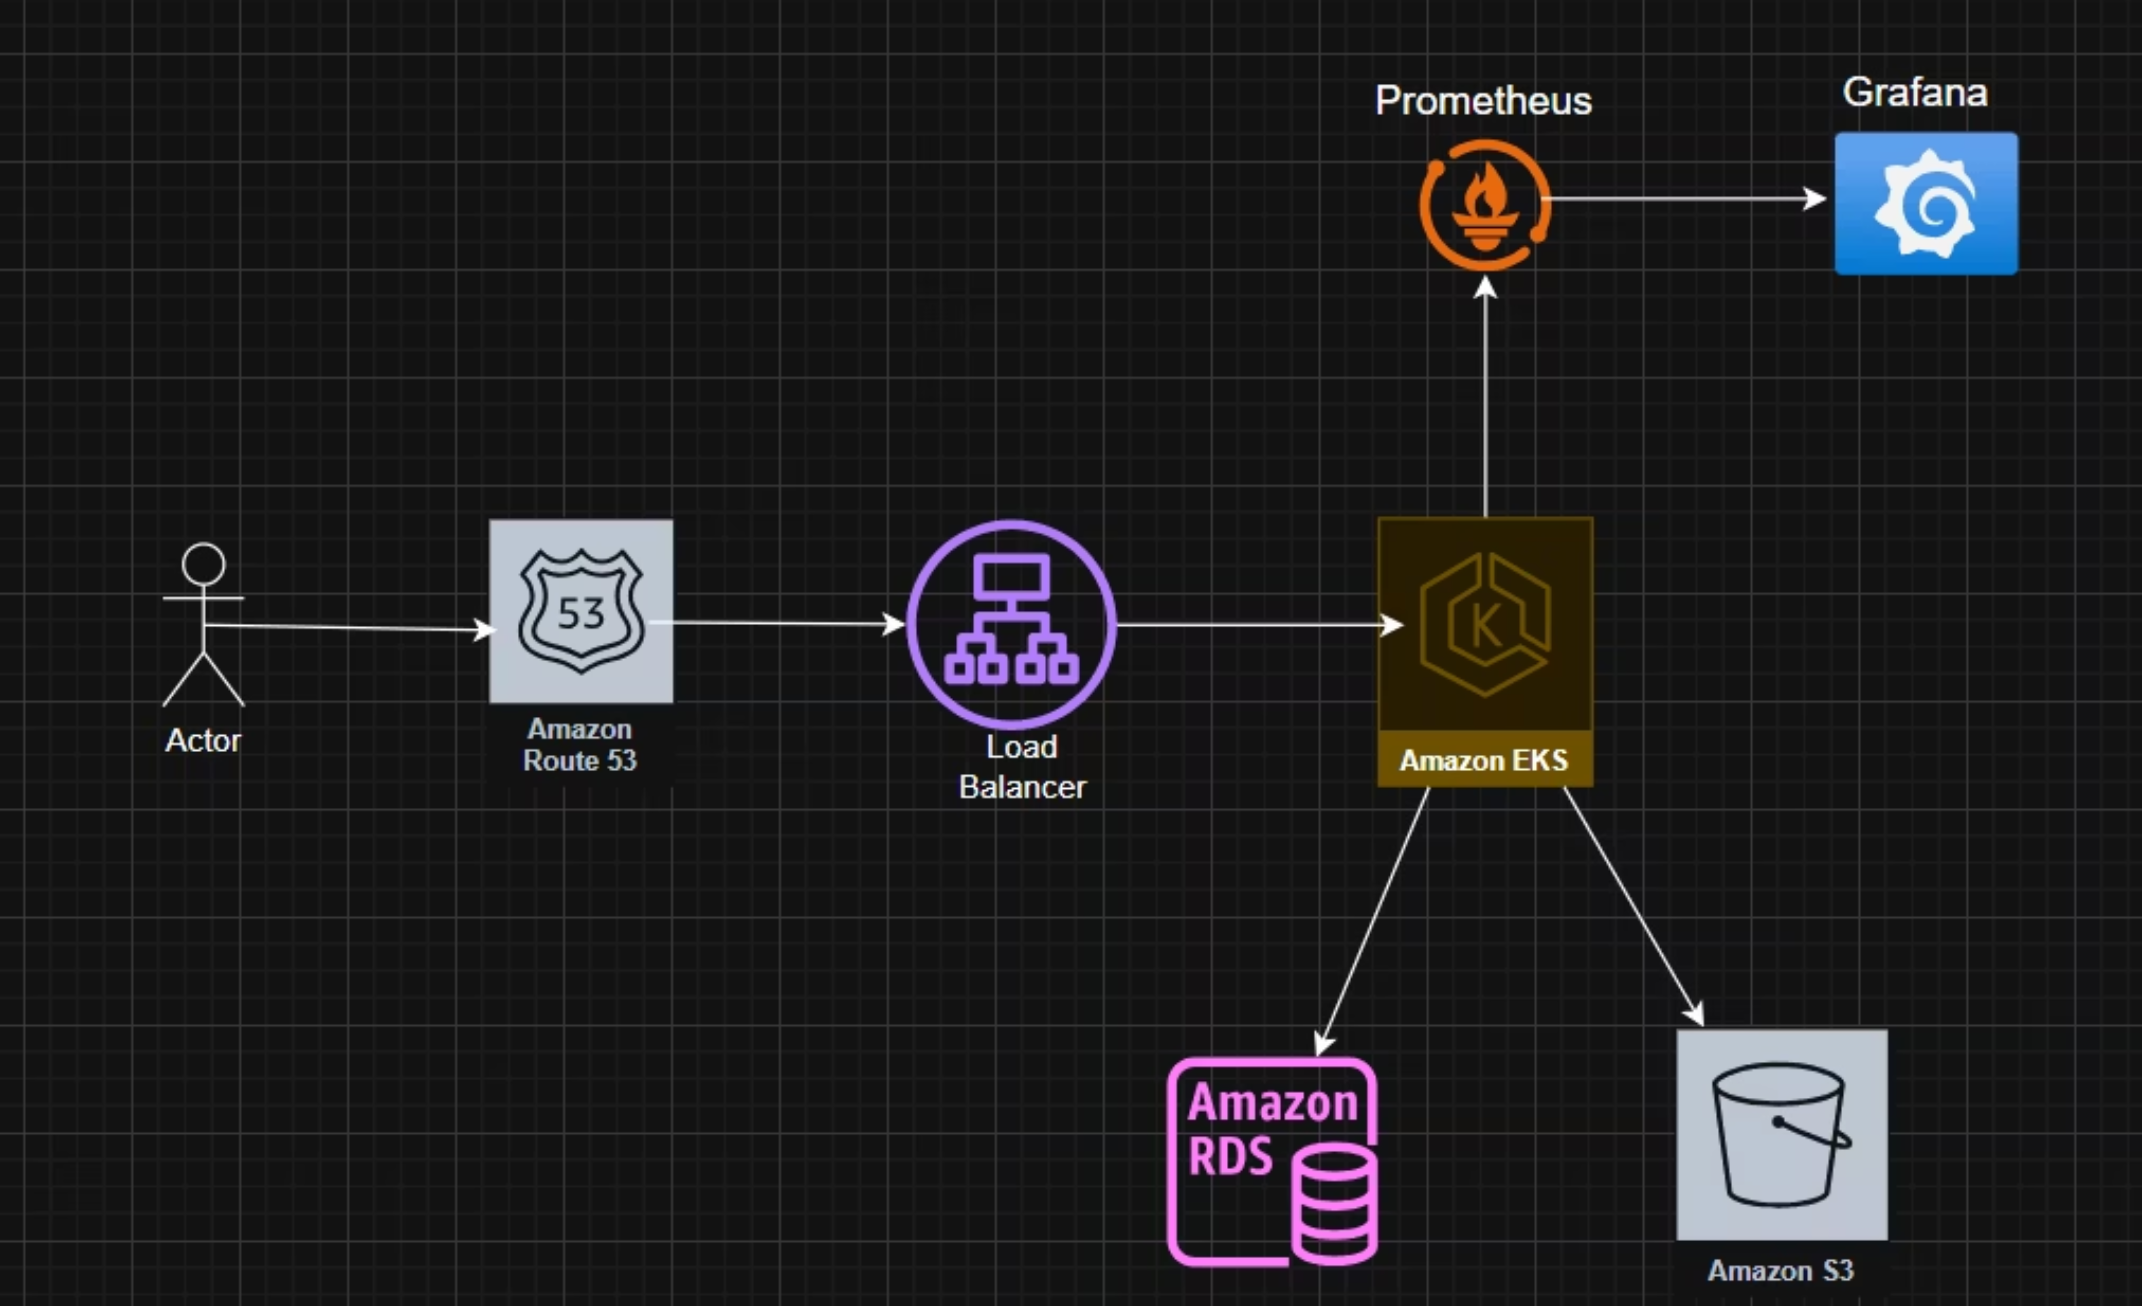 Prometheus
Grafana
53
K
Actor
Amazon
Route 53
Load
Balancer
Amazon EKS
Amazon
RDS
Amazon S3